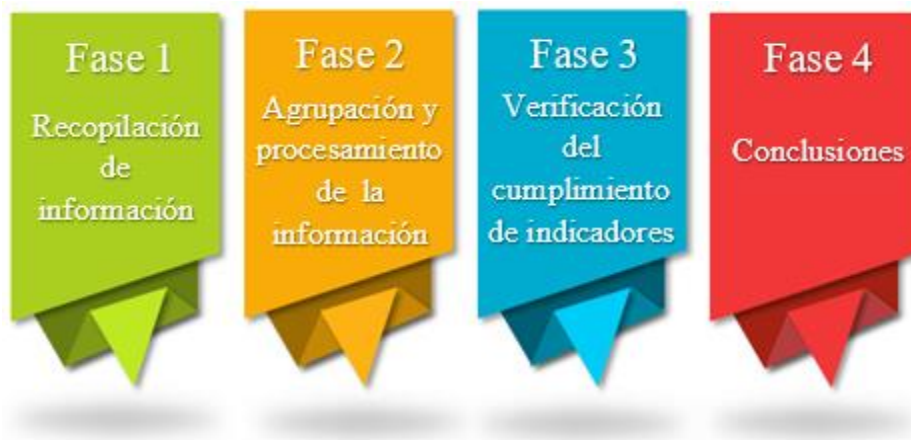 Fase 1
Recopilación
de
información
Fase 2
Agrupación y
procesamiento
de la
información
Fase 3
Verificación
del
cumplimiento
de indicadores
Fase 4
Conclusiones